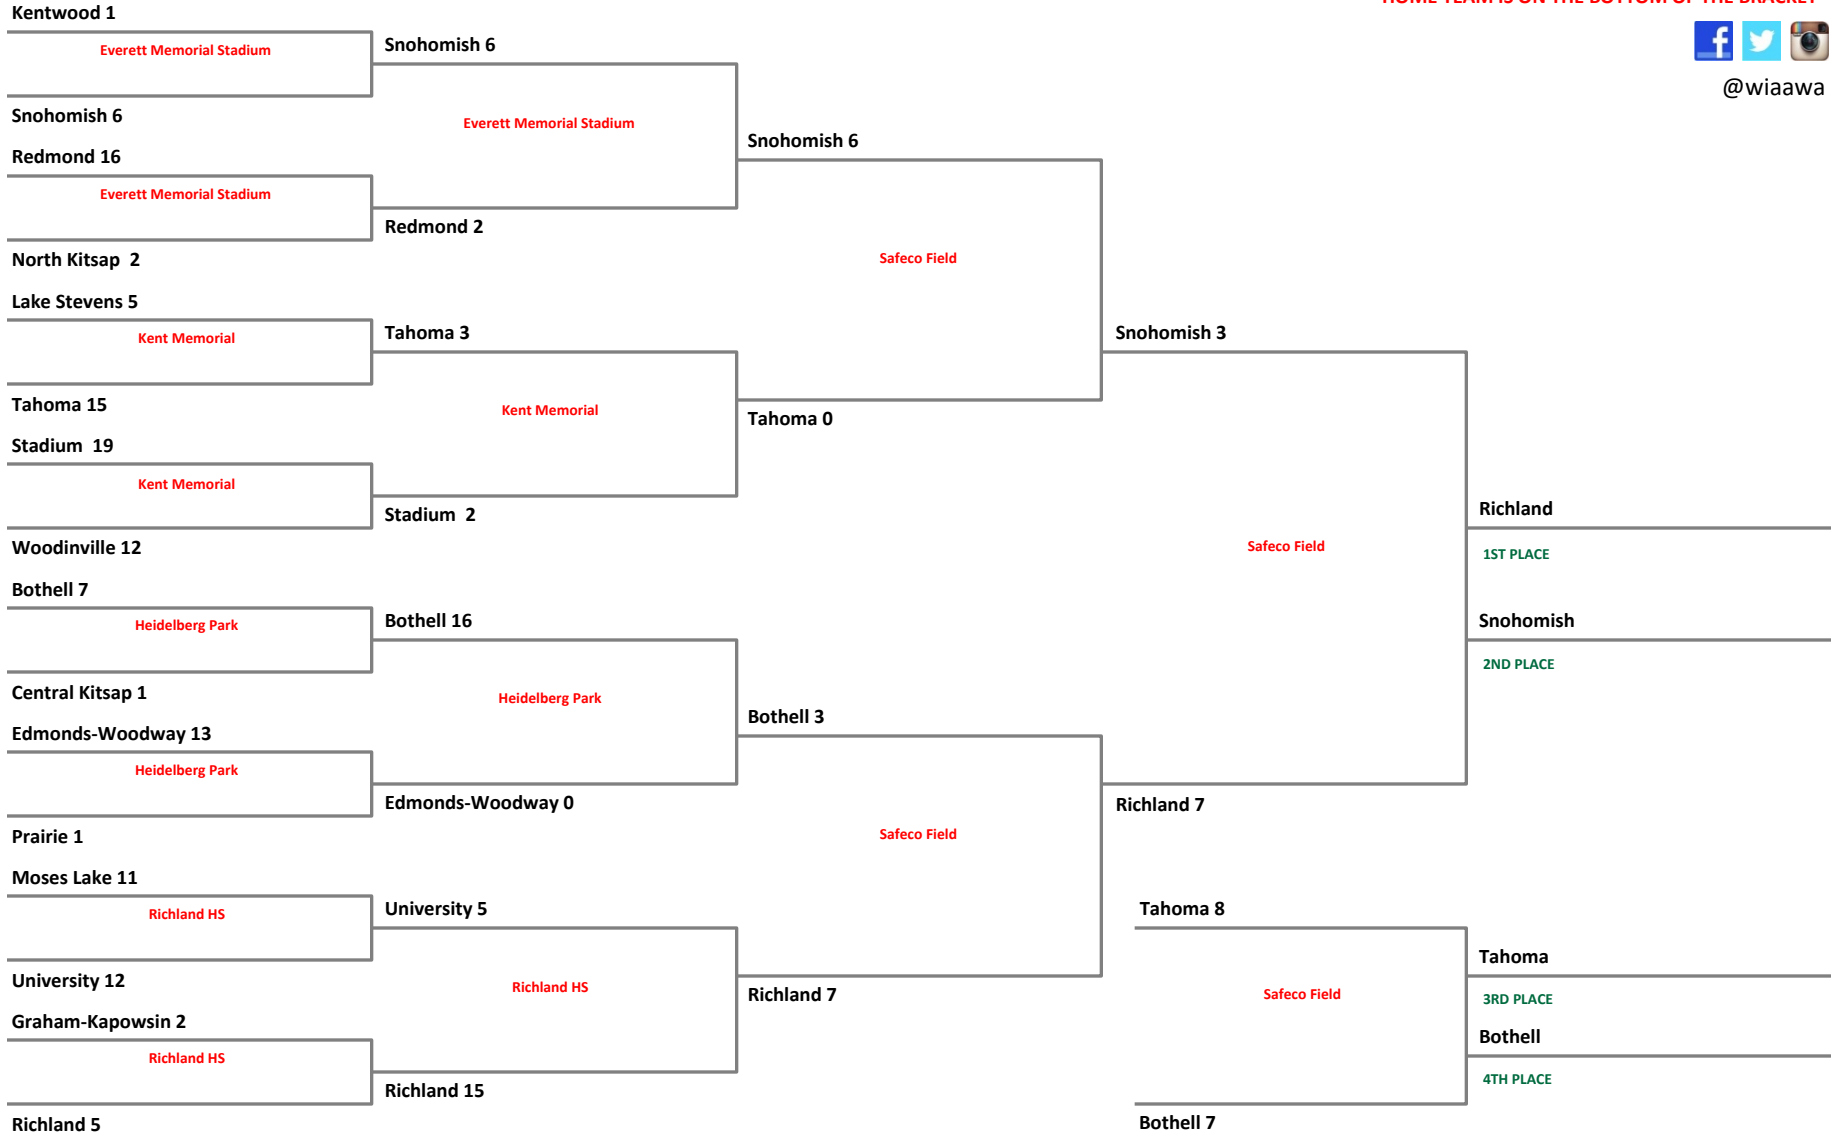 HOME TEAM IS ON THE BOTTOM OF THE BRACKET
@wiaawa
Kentwood 1
Everett Memorial Stadium
Snohomish 6
Redmond 16
Everett Memorial Stadium
North Kitsap 2
Lake Stevens 5
Kent Memorial
Tahoma 15
Stadium 19
Kent Memorial
Woodinville 12
Bothell 7
Heidelberg Park
Central Kitsap 1
Edmonds-Woodway 13
Heidelberg Park
Prairie 1
Moses Lake 11
Richland HS
University 12
Graham-Kapowsin 2
Richland HS
Richland 5
Snohomish 6
Everett Memorial Stadium
Redmond 2
Tahoma 3
Kent Memorial
Stadium 2
Bothell 16
Heidelberg Park
Edmonds-Woodway 0
University 5
Richland HS
Richland 15
Snohomish 6
Safeco Field
Tahoma 0
Bothell 3
Safeco Field
Richland 7
Snohomish 3
Safeco Field
Richland 7
Tahoma 8
Safeco Field
Bothell 7
Richland
1ST PLACE
Snohomish
2ND PLACE
Tahoma
3RD PLACE
Bothell
4TH PLACE